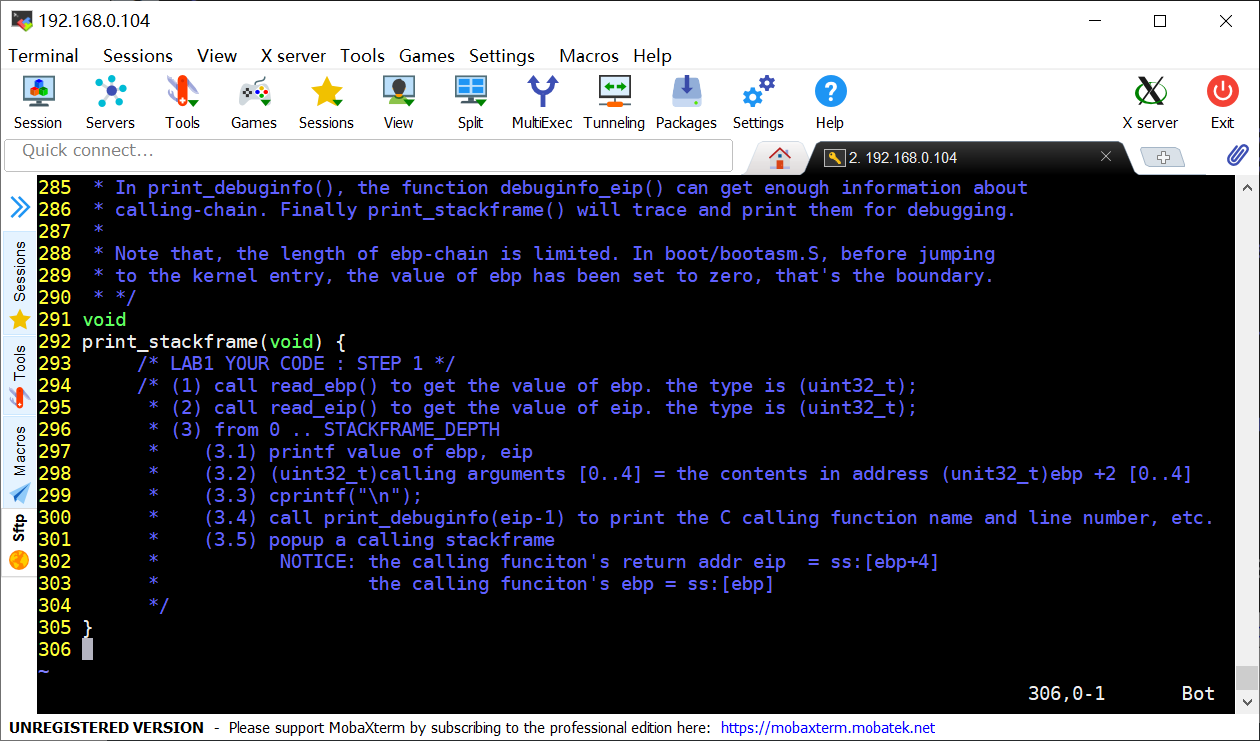 192.168.0.104
Terminal Sessions View X server Tools Games Settings Macros Help
Session Servers Tools Games Sessions View Split MultiExec Tunneling Packages Settings Help X server Exit
Quick connect...
2. 192.168.0.104
Sessions
Tools
Macros
Sftp
285  * In print_debuginfo(), the function debuginfo_eip() can get enough information about
286  * calling-chain. Finally print_stackframe() will trace and print them for debugging.
287  *
288  * Note that, the length of ebp-chain is limited. In boot/bootasm.S, before jumping
289  * to the kernel entry, the value of ebp has been set to zero, that's the boundary.
290  * */
291 void
292 print_stackframe(void) {
293      /* LAB1 YOUR CODE : STEP 1 */
294      /* (1) call read_ebp() to get the value of ebp. the type is (uint32_t);
295       * (2) call read_eip() to get the value of eip. the type is (uint32_t);
296       * (3) from 0 .. STACKFRAME_DEPTH
297       *    (3.1) printf value of ebp, eip
298       *    (3.2) (uint32_t)calling arguments [0..4] = the contents in address (unit32_t)ebp +2 [0..4]
299       *    (3.3) cprintf("\n");
300       *    (3.4) call print_debuginfo(eip-1) to print the C calling function name and line number, etc.
301       *    (3.5) popup a calling stackframe
302       *           NOTICE: the calling funciton's return addr eip  = ss:[ebp+4]
303       *                   the calling funciton's ebp = ss:[ebp]
304       */
305 }
306
~
306,0-1 Bot
UNREGISTERED VERSION - Please support MobaXterm by subscribing to the professional edition here: https://mobaxterm.mobatek.net